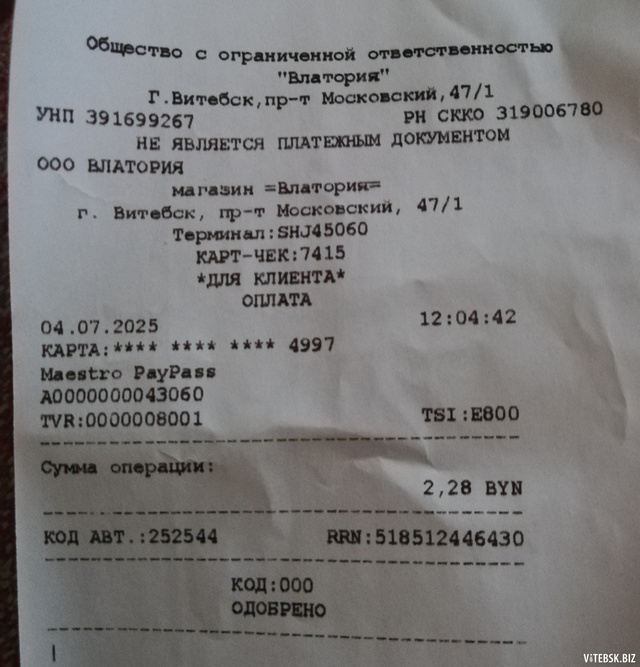 Общество с ограниченной ответственностью
"Влатория"
Г.Витебск,пр-т Московский,47/1
УНП 391699267 РН СККО 319006780
НЕ ЯВЛЯЕТСЯ ПЛАТЕЖНЫМ ДОКУМЕНТОМ
ООО ВЛАТОРИЯ
магазин =Влатория=
г. Витебск, пр-т Московский, 47/1
Терминал:SHJ45060
КАРТ-ЧЕК:7415
*ДЛЯ КЛИЕНТА*
ОПЛАТА
04.07.2025 12:04:42
КАРТА:**** **** **** 4997
Maestro PayPass
A0000000043060
TVR:0000008001 TSI:E800
Сумма операции:
2,28 BYN
КОД АВТ.:252544 RRN:518512446430
КОД:000
ОДОБРЕНО
ViTEBSK.BIZ